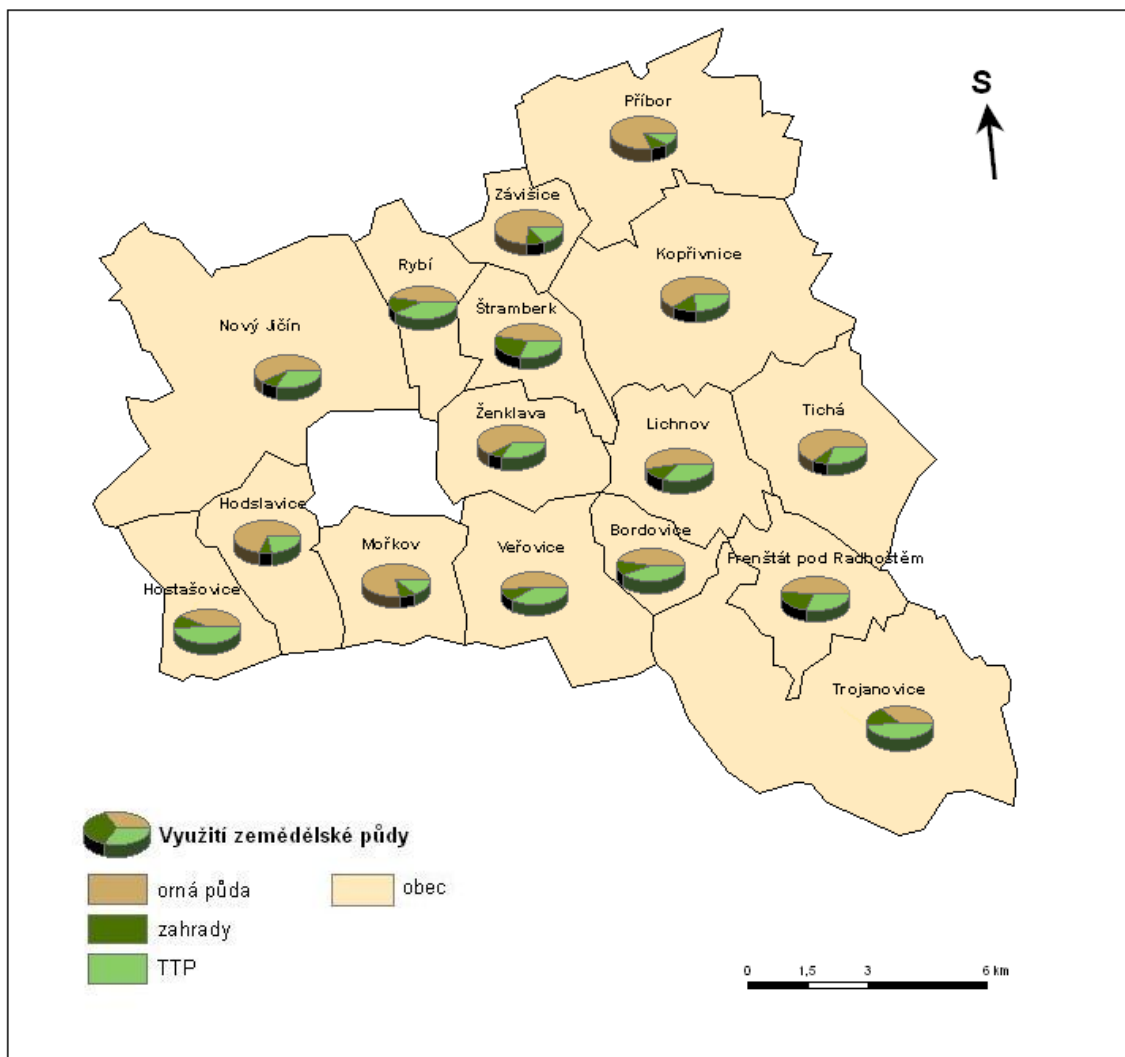 S
Příbor
Závišice
Kopřivnice
Rybí
Štramberk
Nový Jičín
Ženklava
Lichnov
Tichá
Hodslavice
Mořkov
Veřovice
Bordovice
Frenštát pod Radhoštěm
Hostašovice
Trojanovice
Využití zemědělské půdy
orná půda
obec
zahrady
TTP
0 1,5 3 6 km